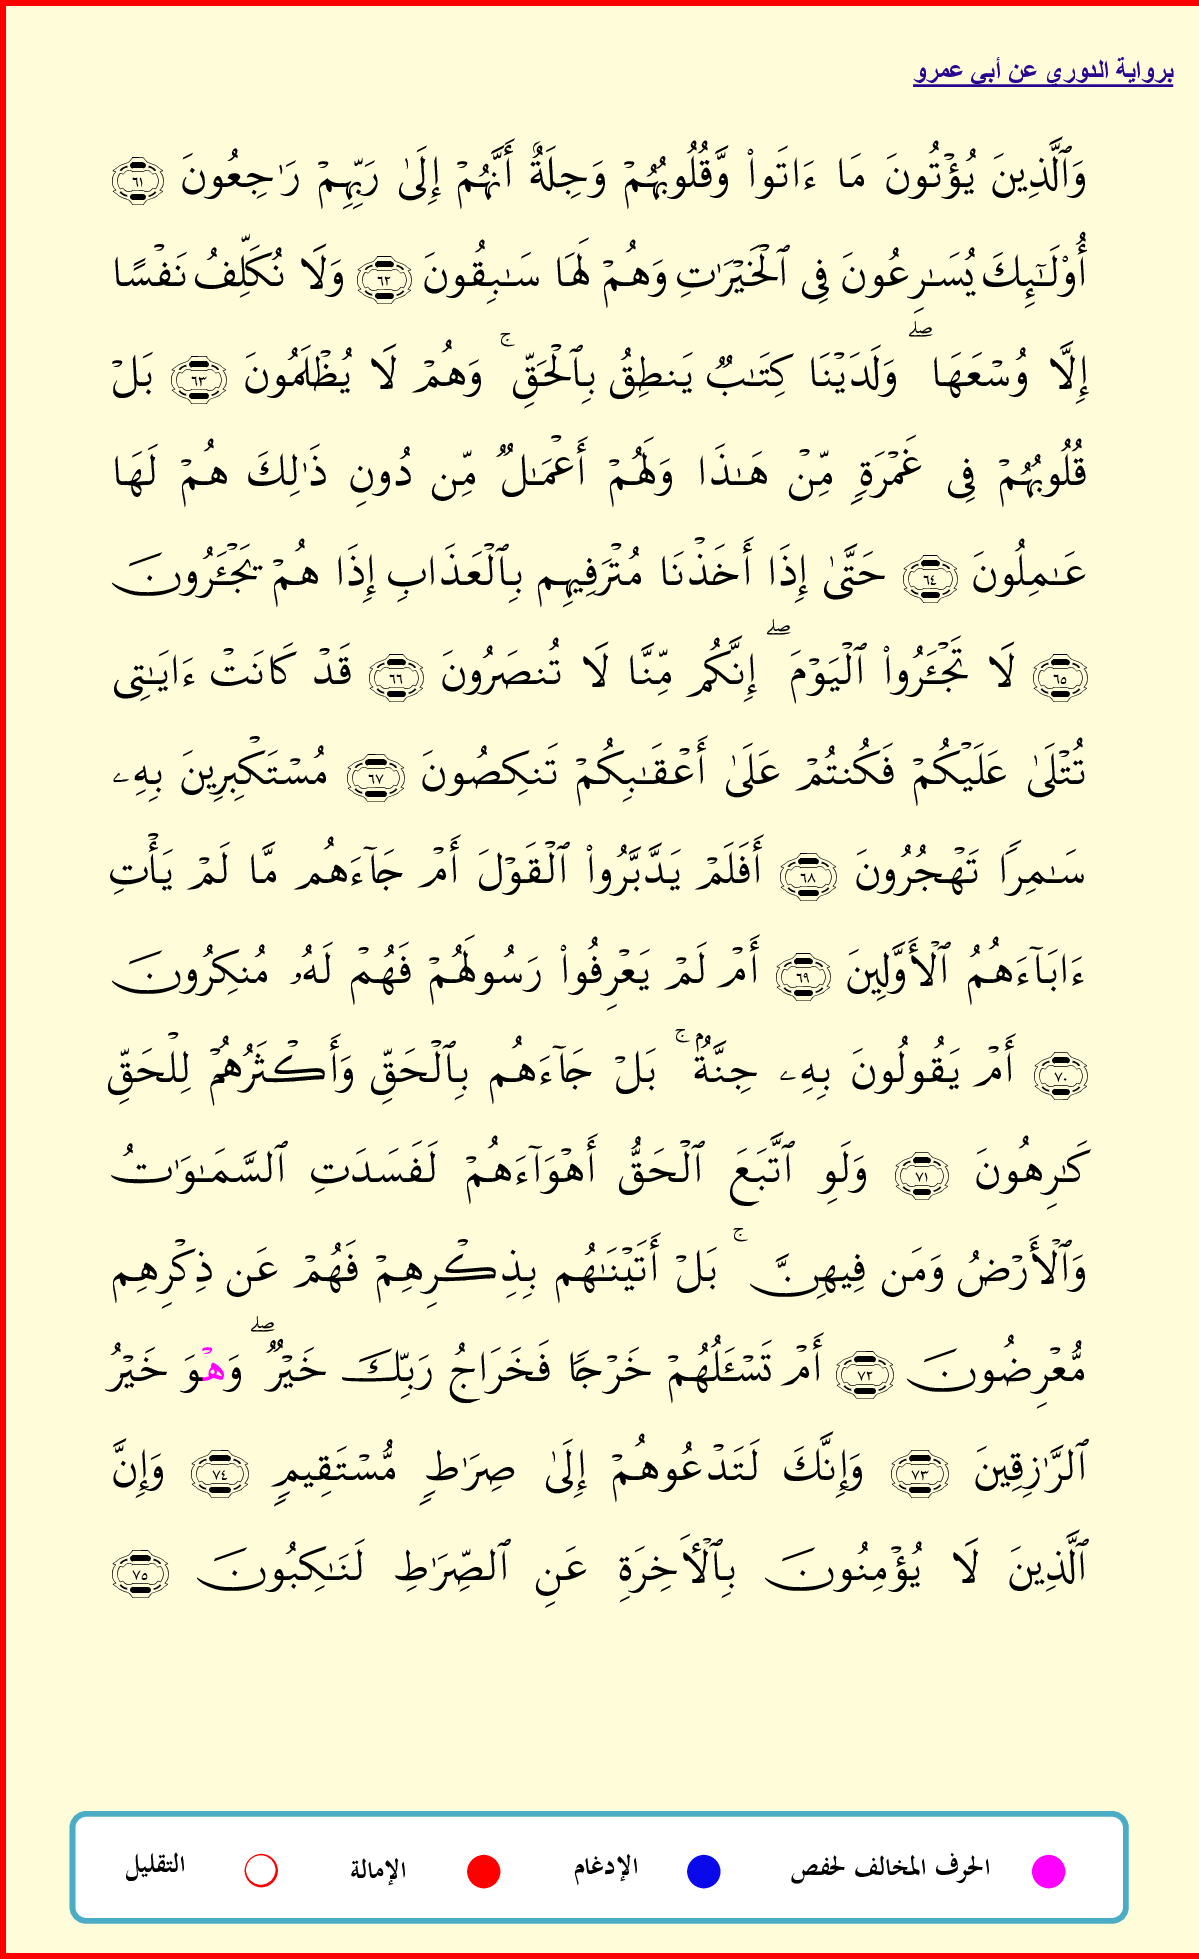 برواية الدوري عن أبي عمرو
وَٱلَّذِينَ يُؤۡتُونَ مَا ءَاتَواْ وَّقُلُوبُهُمۡ وَجِلَةٌ أَنَّهُمۡ إِلَىٰ رَبِّهِمۡ رَٰجِعُونَ ٦١
أُوْلَـٰٓئِكَ يُسَـٰرِعُونَ فِي ٱلۡخَيۡرَٰتِ وَهُمۡ لَهَا سَـٰبِقُونَ ٦٢ وَلَا نُكَلِّفُ نَفۡسًا
إِلَّا وُسۡعَهَا ۖ وَلَدَيۡنَا كِتَـٰبٞ يَنطِقُ بِٱلۡحَقِّ ۚ وَهُمۡ لَا يُظۡلَمُونَ ٦٣ بَلۡ
قُلُوبُهُمۡ فِي غَمۡرَةٖ مِّنۡ هَـٰذَا وَلَهُمۡ أَعۡمَـٰلٞ مِّن دُونِ ذَٰلِكَ هُمۡ لَهَا
عَـٰمِلُونَ ٦٤ حَتَّىٰ إِذَا أَخَذۡنَا مُتۡرَفِيهِم بِٱلۡعَذَابِ إِذَا هُمۡ يَجۡـَٔرُونَ
٦٥ لَا تَجۡـَٔرُواْ ٱلۡيَوۡمَ ۖ إِنَّكُم مِّنَّا لَا تُنصَرُونَ ٦٦ قَدۡ كَانَتۡ ءَايَـٰتِي
تُتۡلَىٰ عَلَيۡكُمۡ فَكُنتُمۡ عَلَىٰ أَعۡقَـٰبِكُمۡ تَنكِصُونَ ٦٧ مُسۡتَكۡبِرِينَ بِهِۦ
سَـٰمِرٗا تَهۡجُرُونَ ٦٨ أَفَلَمۡ يَدَّبَّرُواْ ٱلۡقَوۡلَ أَمۡ جَآءَهُم مَّا لَمۡ يَأۡتِ
ءَابَآءَهُمُ ٱلۡأَوَّلِينَ ٦٩ أَمۡ لَمۡ يَعۡرِفُواْ رَسُولَهُمۡ فَهُمۡ لَهُۥ مُنكِرُونَ
٧٠ أَمۡ يَقُولُونَ بِهِۦ جِنَّةُۢ ۚ بَلۡ جَآءَهُم بِٱلۡحَقِّ وَأَكۡثَرُهُمۡ لِلۡحَقِّ
كَـٰرِهُونَ ٧١ وَلَوِ ٱتَّبَعَ ٱلۡحَقُّ أَهۡوَآءَهُمۡ لَفَسَدَتِ ٱلسَّمَـٰوَٰتُ
وَٱلۡأَرۡضُ وَمَن فِيهِنَّ ۚ بَلۡ أَتَيۡنَـٰهُم بِذِكۡرِهِمۡ فَهُمۡ عَن ذِكۡرِهِم
مُّعۡرِضُونَ ٧٢ أَمۡ تَسۡـَٔلُهُمۡ خَرۡجٗا فَخَرَاجُ رَبِّكَ خَيۡرٞ ۖ وَهۡوَ خَيۡرُ
ٱلرَّٰزِقِينَ ٧٣ وَإِنَّكَ لَتَدۡعُوهُمۡ إِلَىٰ صِرَٰطٖ مُّسۡتَقِيمٖ ٧٤ وَإِنَّ
ٱلَّذِينَ لَا يُؤۡمِنُونَ بِٱلۡأَخِرَةِ عَنِ ٱلصِّرَٰطِ لَنَـٰكِبُونَ ٧٥
الحرف المخالف لحفص الإدغام الإمالة التقليل